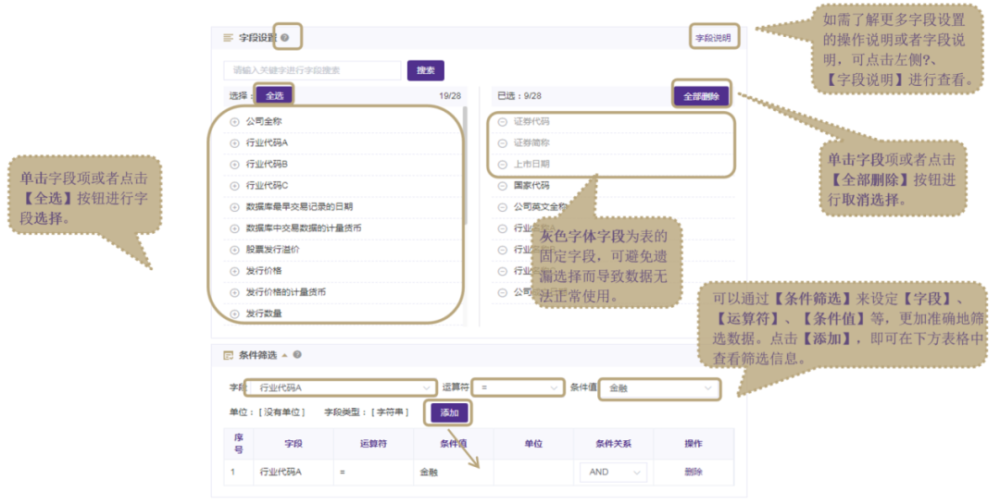 字段设置
字段说明
如需了解更多字段设置
的操作说明或者字段说
明，可点击左侧?、
【字段说明】进行查看。
请输入关键字进行字段搜索
搜索
选择： 全选 19/28
已选：9/28 全部删除
公司全称
行业代码A
行业代码B
行业代码C
数据库最早交易记录的日期
数据库中交易数据的计量货币
股票发行溢价
发行价格
发行价格的计量货币
发行数量
证券代码
证券简称
上市日期
国家代码
公司英文全称
行业
行业
行业
公司
单击字段项或者点击
【全选】按钮进行字
段选择。
单击字段项或者点击
【全部删除】按钮进
行取消选择。
灰色字体字段为表的
固定字段，可避免遗
漏选择而导致数据无
法正常使用。
可以通过【条件筛选】来设定【字段】、
【运算符】、【条件值】等，更加准确地筛
选数据。点击【添加】，即可在下方表格中
查看筛选信息。
条件筛选
字段 行业代码A 运算符 = 条件值 金融
单位：[ 没有单位 ] 字段类型：[ 字符串 ] 添加
序号 字段 运算符 条件值 单位 条件关系 操作
1 行业代码A = 金融 AND 删除